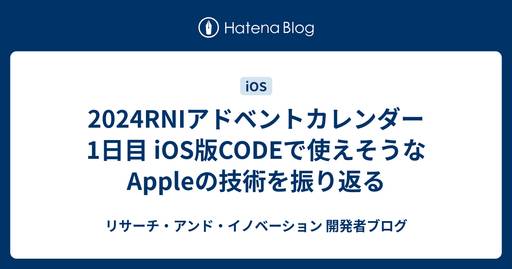 Hatena Blog
iOS
2024RNIアドベントカレンダー
1日目 iOS版CODEで使えそうな
Appleの技術を振り返る
リサーチ・アンド・イノベーション 開発者ブログ